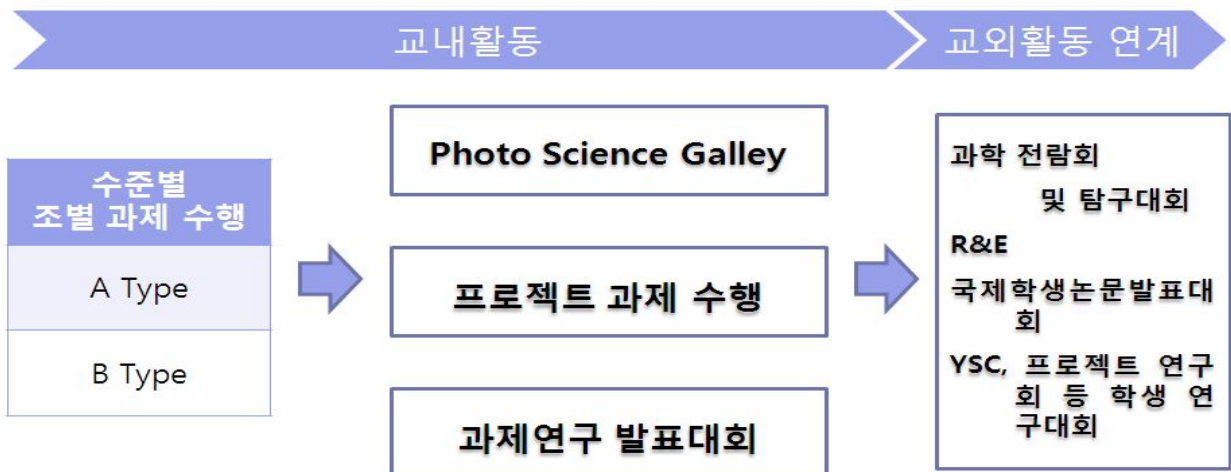 교내활동
교외활동 연계
수준별
조별 과제 수행
A Type
B Type
Photo Science Galley
프로젝트 과제 수행
과제연구 발표대회
과학 전람회
및 탐구대회
R&E
국제학생논문발표대
회
YSC, 프로젝트 연구
회 등 학생 연
구대회